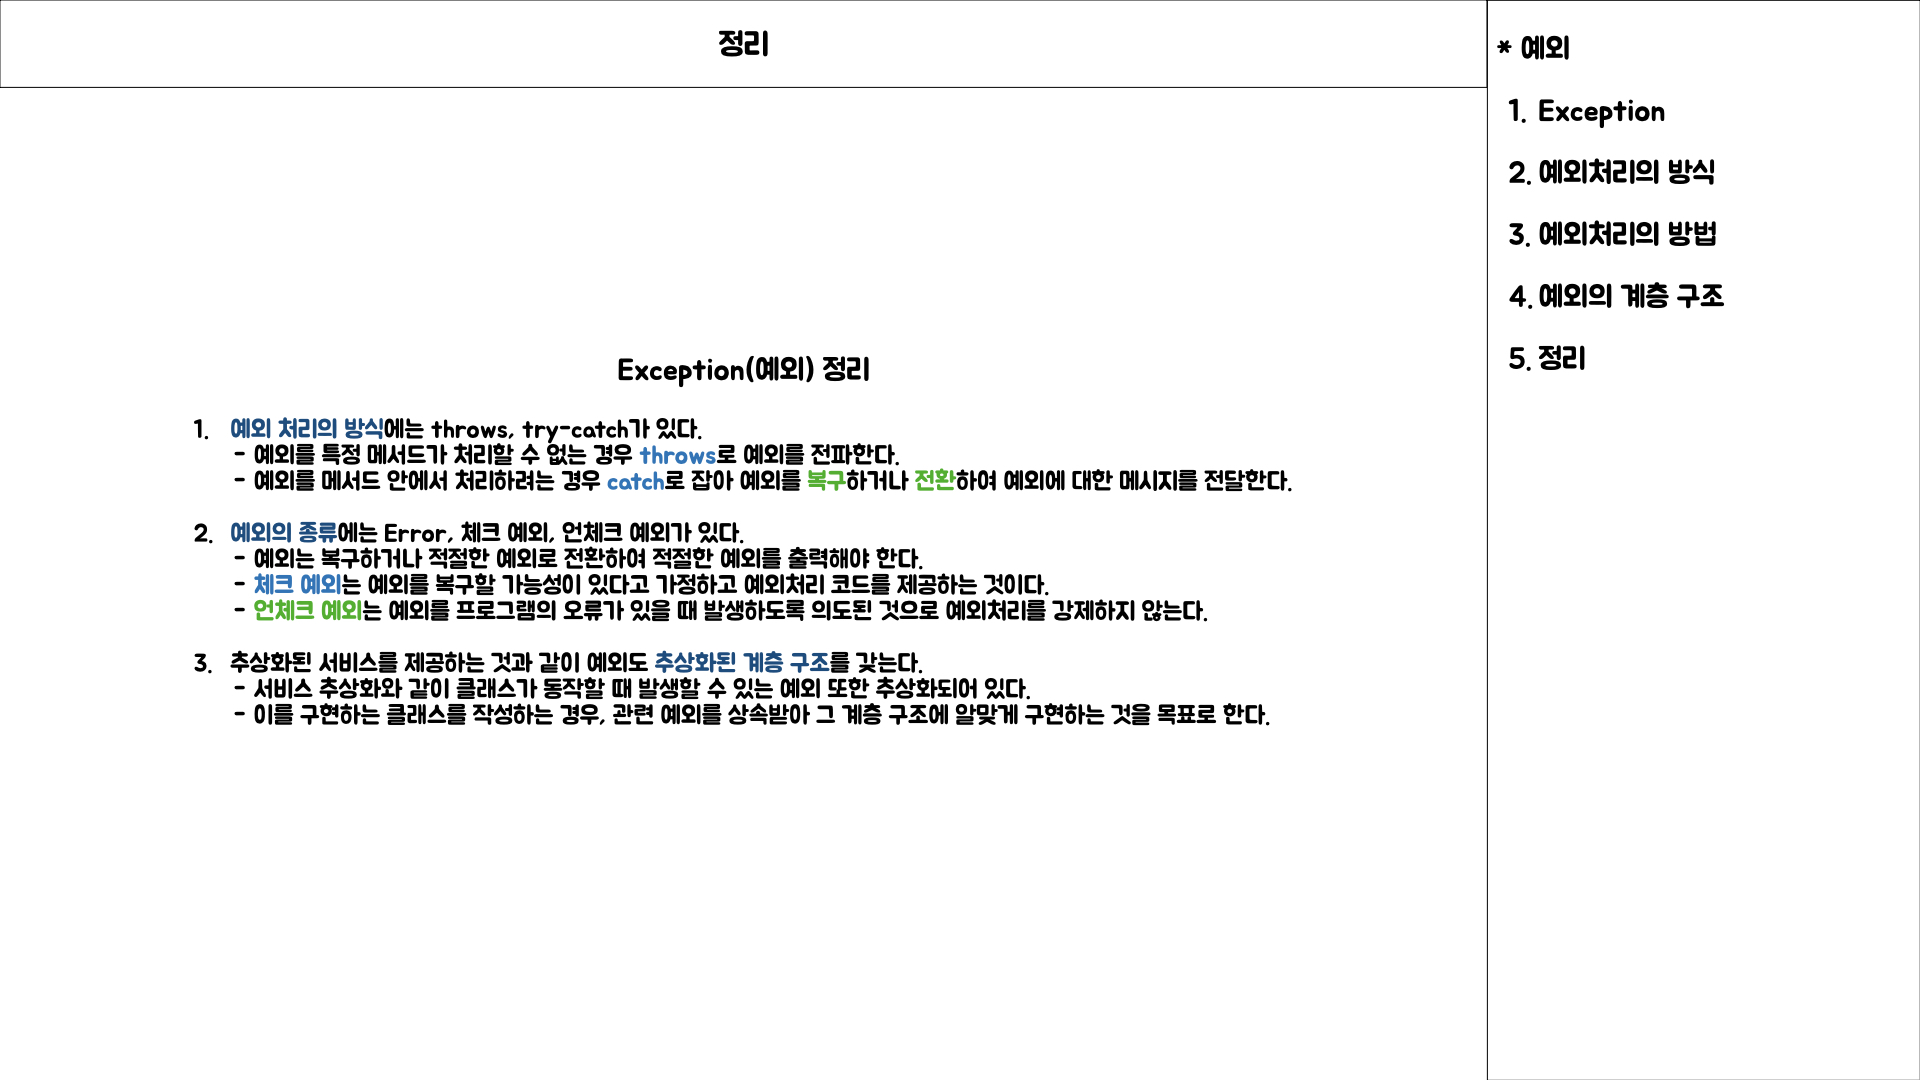 정리
Exception(예외) 정리
1. 예외 처리의 방식에는 throws, try-catch가 있다.
- 예외를 특정 메서드가 처리할 수 없는 경우 throws로 예외를 전파한다.
- 예외를 메서드 안에서 처리하려는 경우 catch로 잡아 예외를 복구하거나 전환하여 예외에 대한 메시지를 전달한다.
2. 예외의 종류에는 Error, 체크 예외, 언체크 예외가 있다.
- 예외는 복구하거나 적절한 예외로 전환하여 적절한 예외를 출력해야 한다.
- 체크 예외는 예외를 복구할 가능성이 있다고 가정하고 예외처리 코드를 제공하는 것이다.
- 언체크 예외는 예외를 프로그램의 오류가 있을 때 발생하도록 의도된 것으로 예외처리를 강제하지 않는다.
3. 추상화된 서비스를 제공하는 것과 같이 예외도 추상화된 계층 구조를 갖는다.
- 서비스 추상화와 같이 클래스가 동작할 때 발생할 수 있는 예외 또한 추상화되어 있다.
- 이를 구현하는 클래스를 작성하는 경우, 관련 예외를 상속받아 그 계층 구조에 알맞게 구현하는 것을 목표로 한다.
* 예외
1. Exception
2. 예외처리의 방식
3. 예외처리의 방법
4. 예외의 계층 구조
5. 정리